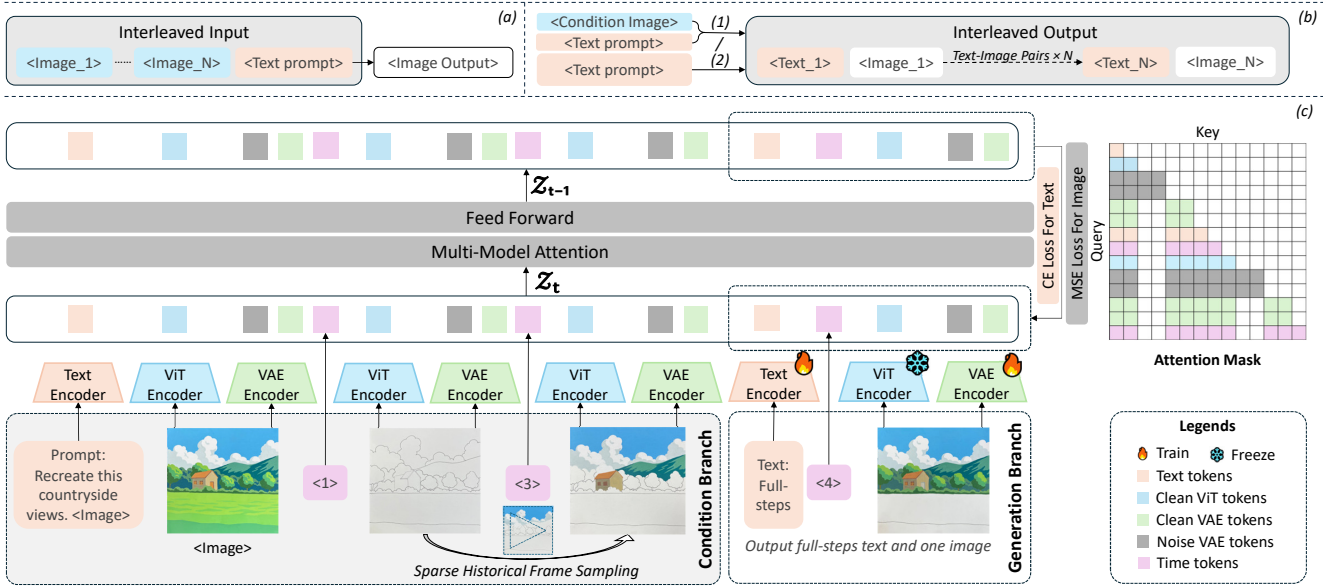 (a)
Interleaved Input
<Image_1>
<Image_N>
<Text prompt>
<Image Output>
(b)
<Condition Image>
<Text prompt>
<Text prompt>
(1)
/
(2)
Interleaved Output
<Text_1>
<Image_1>
Text-Image Pairs × N
<Text_N>
<Image_N>
(c)
Z t−1
Feed Forward
Multi-Model Attention
Z t
CE Loss For Text
MSE Loss For Image
Key
Query
Attention Mask
Text
Encoder
ViT
Encoder
VAE
Encoder
ViT
Encoder
VAE
Encoder
ViT
Encoder
VAE
Encoder
Text
Encoder
ViT
Encoder
VAE
Encoder
Prompt:
Recreate this
countryside
views. <Image>
<Image>
<1>
<3>
Sparse Historical Frame Sampling
Condition Branch
Text:
Full-
steps
<4>
Output full-steps text and one image
Generation Branch
Legends
Train
Freeze
Text tokens
Clean ViT tokens
Clean VAE tokens
Noise VAE tokens
Time tokens